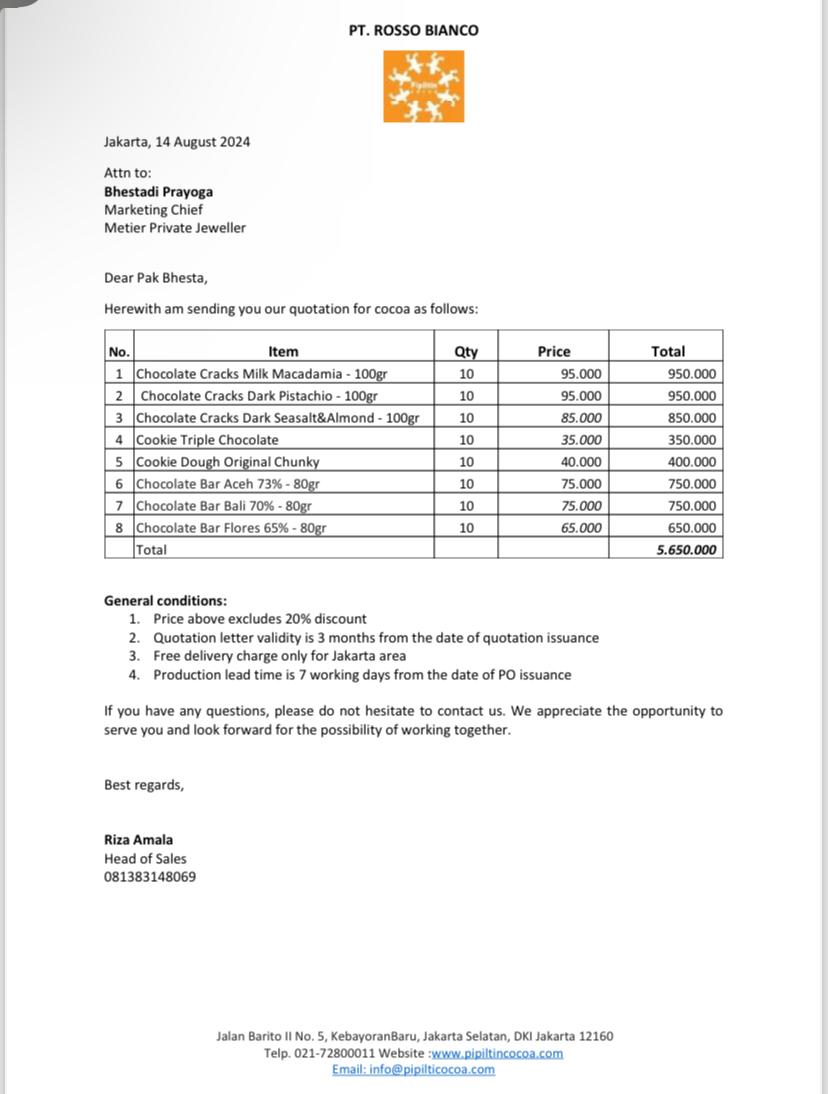 PT. ROSSO BIANCO
Pipiltin
COCOA
Jakarta, 14 August 2024
Attn to:
Bhestadi Prayoga
Marketing Chief
Metier Private Jeweller
Dear Pak Bhesta,
Herewith am sending you our quotation for cocoa as follows:
No. Item Qty Price Total
1 Chocolate Cracks Milk Macadamia - 100gr 10 95.000 950.000
2 Chocolate Cracks Dark Pistachio - 100gr 10 95.000 950.000
3 Chocolate Cracks Dark Seasalt&Almond - 100gr 10 85.000 850.000
4 Cookie Triple Chocolate 10 35.000 350.000
5 Cookie Dough Original Chunky 10 40.000 400.000
6 Chocolate Bar Aceh 73% - 80gr 10 75.000 750.000
7 Chocolate Bar Bali 70% - 80gr 10 75.000 750.000
8 Chocolate Bar Flores 65% - 80gr 10 65.000 650.000
Total 5.650.000
General conditions:
1. Price above excludes 20% discount
2. Quotation letter validity is 3 months from the date of quotation issuance
3. Free delivery charge only for Jakarta area
4. Production lead time is 7 working days from the date of PO issuance
If you have any questions, please do not hesitate to contact us. We appreciate the opportunity to
serve you and look forward for the possibility of working together.
Best regards,
Riza Amala
Head of Sales
081383148069
Jalan Barito II No. 5, KebayoranBaru, Jakarta Selatan, DKI Jakarta 12160
Telp. 021-72800011 Website :www.pipiltincocoa.com
Email: info@pipilticocoa.com